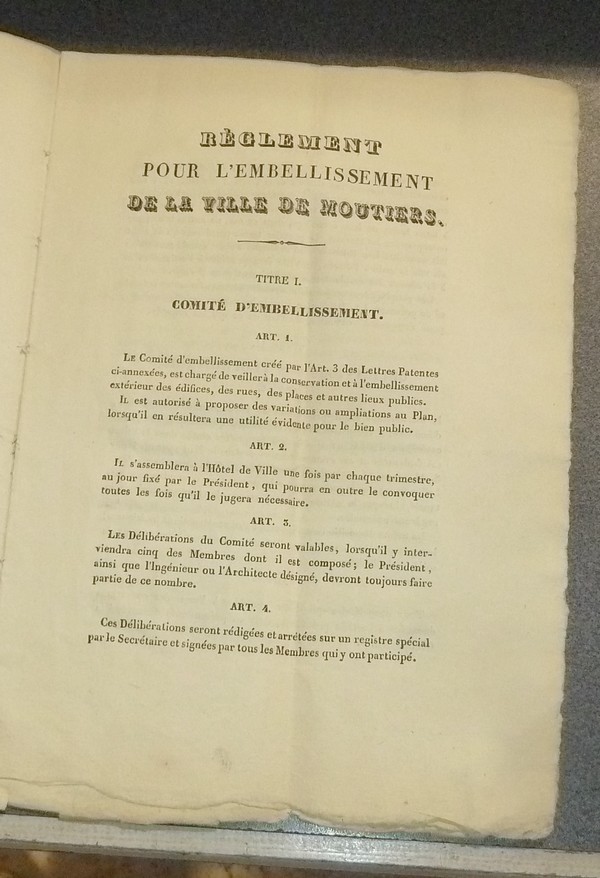 RÈGLEMENT
POUR L'EMBELLISSEMENT
DE LA VILLE DE MOUTIERS.
TITRE I.
COMITÉ D'EMBELLISSEMENT.
ART. 1.
LE Comité d'embellissement créé par l'Art. 3 des Lettres Patentes
ci-annexées, est chargé de veiller à la conservation et à l'embellissement
extérieur des édifices, des rues, des places et autres lieux publics.
IL est autorisé à proposer des variations ou ampliations au Plan,
lorsqu'il en résultera une utilité évidente pour le bien public.
ART. 2.
IL s'assemblera à l'Hôtel de Ville une fois par chaque trimestre,
au jour fixé par le Président, qui pourra en outre le convoquer
toutes les fois qu'il le jugera nécessaire.
ART. 3.
LES Délibérations du Comité seront valables, lorsqu'il y inter-
viendra cinq des Membres dont il est composé; le Président,
ainsi que l'Ingénieur ou l'Architecte désigné, devront toujours faire
partie de ce nombre.
ART. 4.
Ces Délibérations seront rédigées et arrêtées sur un registre spécial
par le Secrétaire et signées par tous les Membres qui y ont participé.